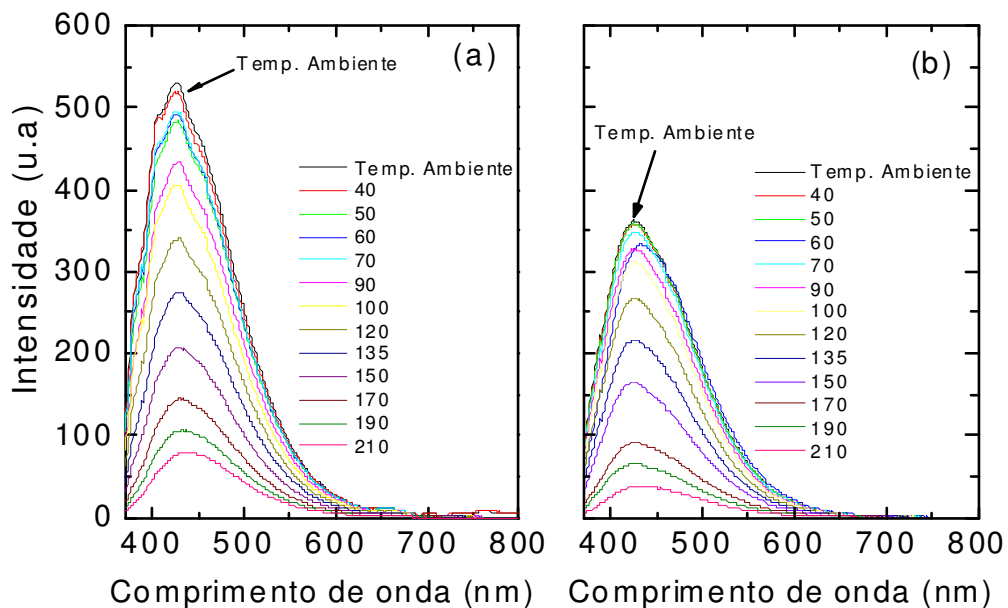 600
500
400
300
200
100
0
Intensidade (u.a)
(a)
Temp. Ambiente
Temp. Ambiente
40
50
60
70
90
100
120
135
150
170
190
210
400 500 600 700 800
Comprimento de onda (nm)
(b)
Temp. Ambiente
Temp. Ambiente
40
50
60
70
90
100
120
135
150
170
190
210
400 500 600 700 800
Comprimento de onda (nm)